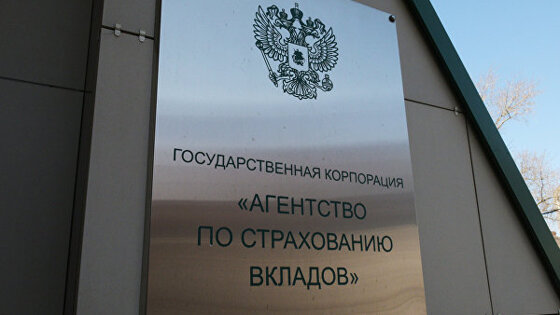 ГОСУДАРСТВЕННАЯ КОРПОРАЦИЯ
«АГЕНТСТВО
ПО СТРАХОВАНИЮ
ВКЛАДОВ»